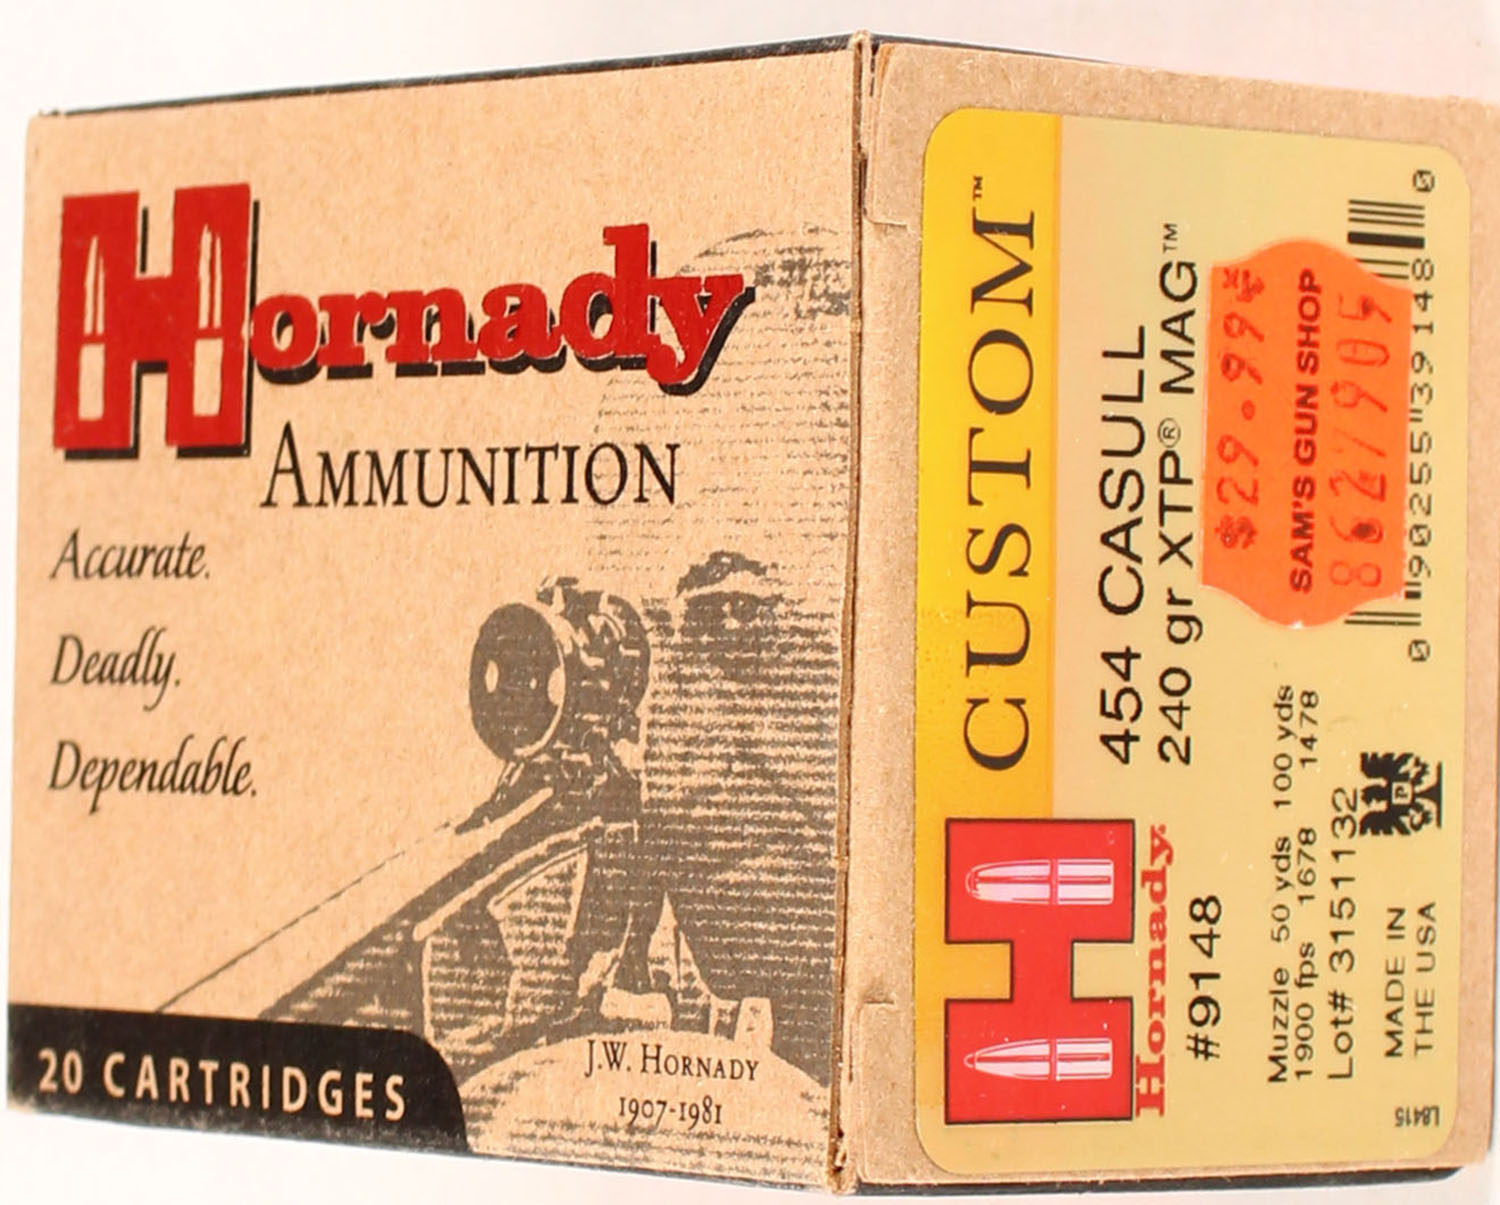 Hornady
AMMUNITION
Accurate.
Deadly.
Dependable.
20 CARTRIDGES
J.W. HORNADY
1907-1981
CUSTOM™
454 CASULL
240 gr XTP® MAG™
Hornady.
#9148
Muzzle 50 yds 100 yds
1900 fps 1678 1478
Lot# 3151132
MADE IN
THE USA
L8415
$29.99
SAM'S GUN SHOP
0 90255 39148 0